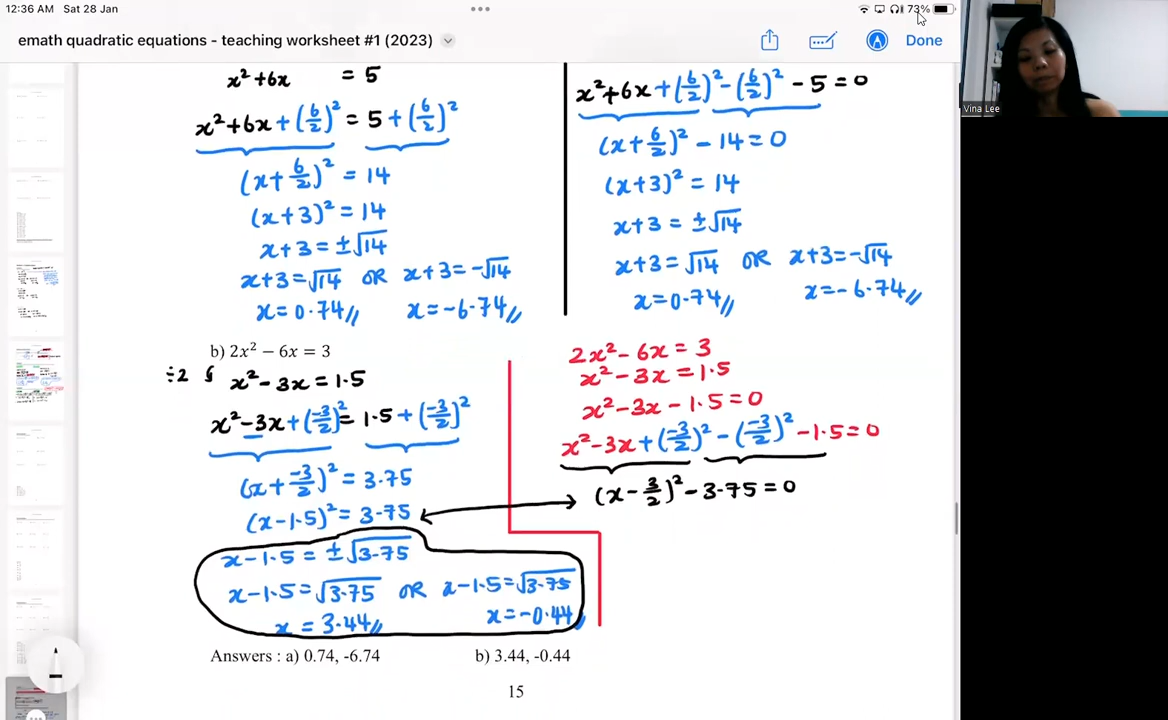 12:36 AM Sat 28 Jan
73%
emath quadratic equations - teaching worksheet #1 (2023)
Done
Vina Lee
x²+6x = 5
x²+6x+(6/2)² = 5+(6/2)²
(x+6/2)² = 14
(x+3)² = 14
x+3 = ±√14
x+3=√14 OR x+3=-√14
x=0.74// x=-6.74//
x²+6x+(6/2)²-(6/2)²-5=0
(x+6/2)²-14=0
(x+3)²=14
x+3=±√14
x+3=√14 OR x+3=-√14
x=0.74// x=-6.74//
b) 2x² − 6x = 3
÷2 x²-3x=1.5
x²-3x+(-3/2)²=1.5+(-3/2)²
(x+-3/2)²=3.75
(x-1.5)²=3.75
x-1.5=±√3.75
x-1.5=√3.75 OR x-1.5=√3.75
x=3.44// x=-0.44//
2x²-6x=3
x²-3x=1.5
x²-3x-1.5=0
x²-3x+(-3/2)²-(-3/2)²-1.5=0
(x-3/2)²-3.75=0
Answers : a) 0.74, -6.74 b) 3.44, -0.44
15